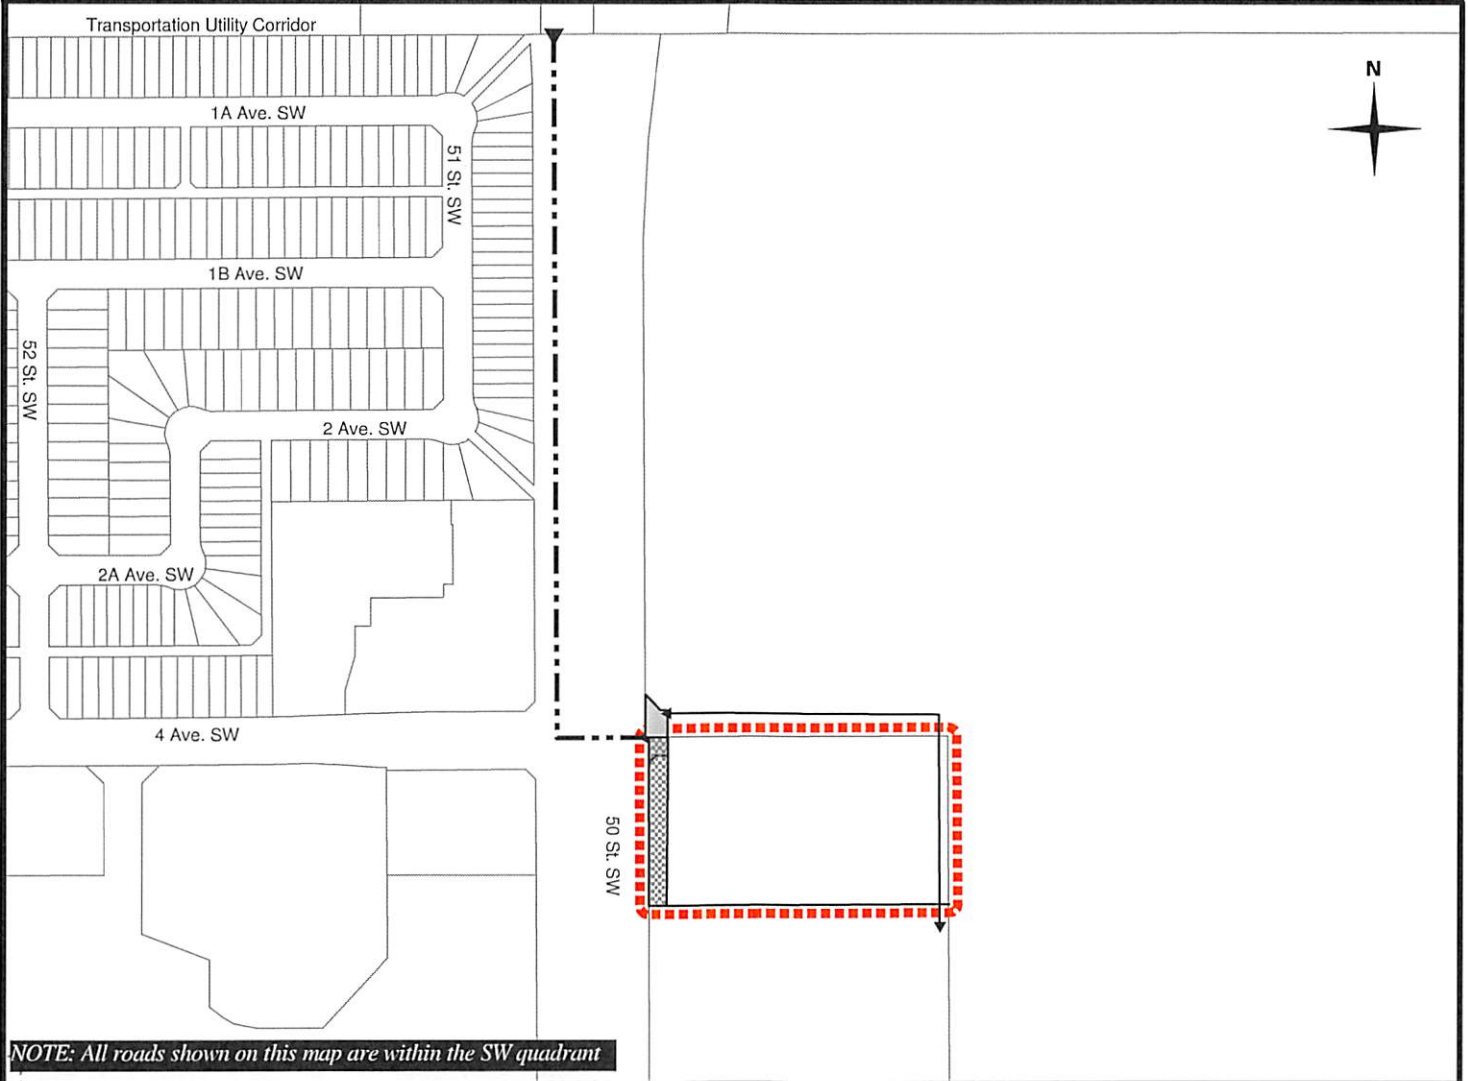 Transportation Utility Corridor
N
1A Ave. SW
51 St. SW
1B Ave. SW
52 St. SW
2 Ave. SW
2A Ave. SW
4 Ave. SW
50 St. SW
NOTE: All roads shown on this map are within the SW quadrant